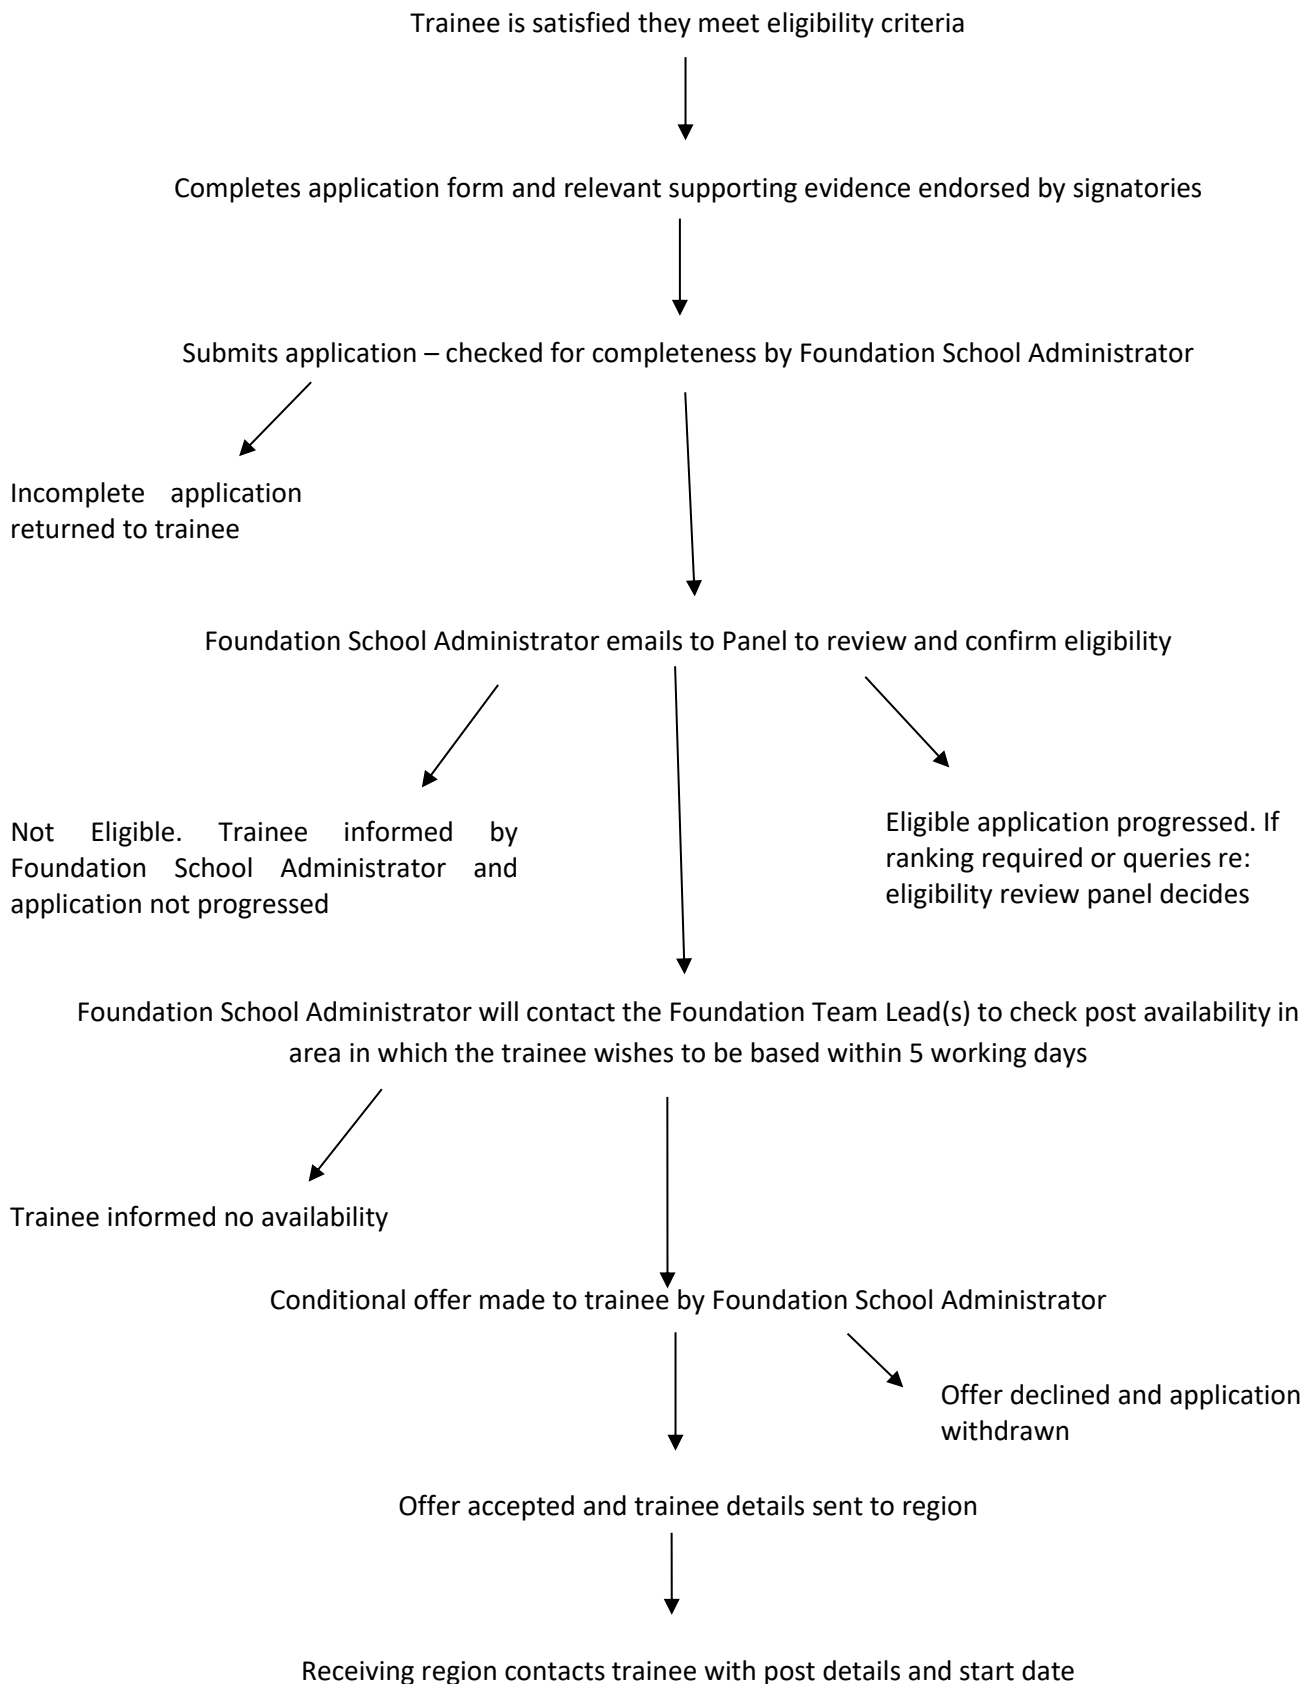 Trainee is satisfied they meet eligibility criteria
Completes application form and relevant supporting evidence endorsed by signatories
Submits application – checked for completeness by Foundation School Administrator
Incomplete application
returned to trainee
Foundation School Administrator emails to Panel to review and confirm eligibility
Not Eligible. Trainee informed by
Foundation School Administrator and
application not progressed
Eligible application progressed. If
ranking required or queries re:
eligibility review panel decides
Foundation School Administrator will contact the Foundation Team Lead(s) to check post availability in
area in which the trainee wishes to be based within 5 working days
Trainee informed no availability
Conditional offer made to trainee by Foundation School Administrator
Offer declined and application
withdrawn
Offer accepted and trainee details sent to region
Receiving region contacts trainee with post details and start date